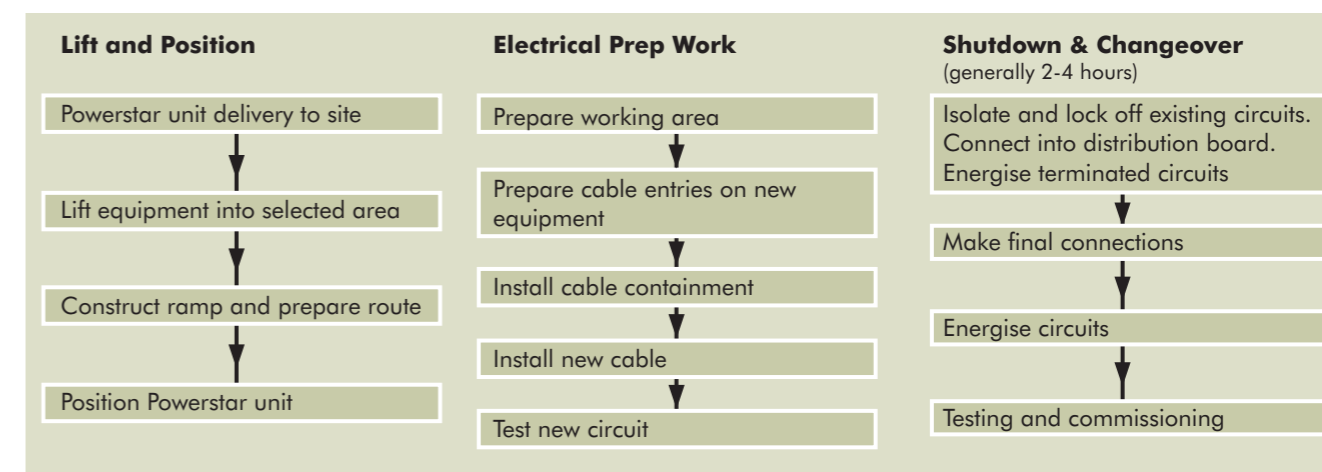 Lift and Position
Powerstar unit delivery to site
Lift equipment into selected area
Construct ramp and prepare route
Position Powerstar unit
Electrical Prep Work
Prepare working area
Prepare cable entries on new
equipment
Install cable containment
Install new cable
Test new circuit
Shutdown & Changeover
(generally 2-4 hours)
Isolate and lock off existing circuits.
Connect into distribution board.
Energise terminated circuits
Make final connections
Energise circuits
Testing and commissioning